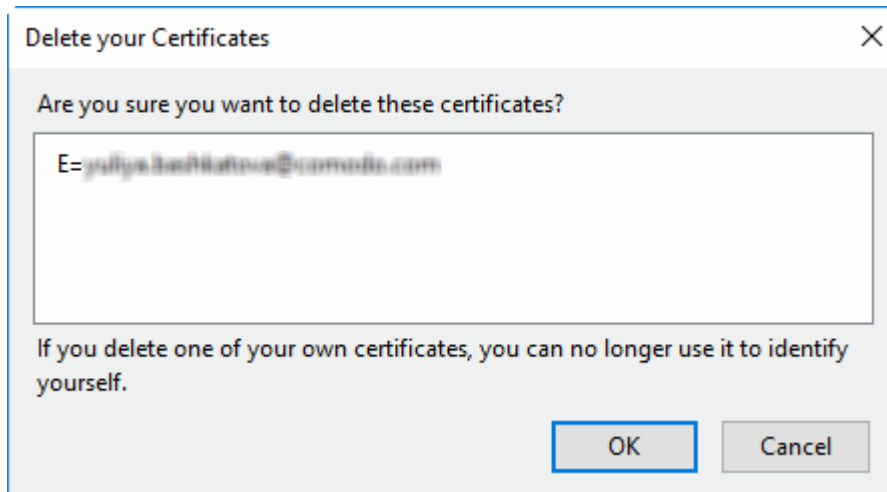 Delete your Certificates
Are you sure you want to delete these certificates?
E=
If you delete one of your own certificates, you can no longer use it to identify
yourself.
OK
Cancel